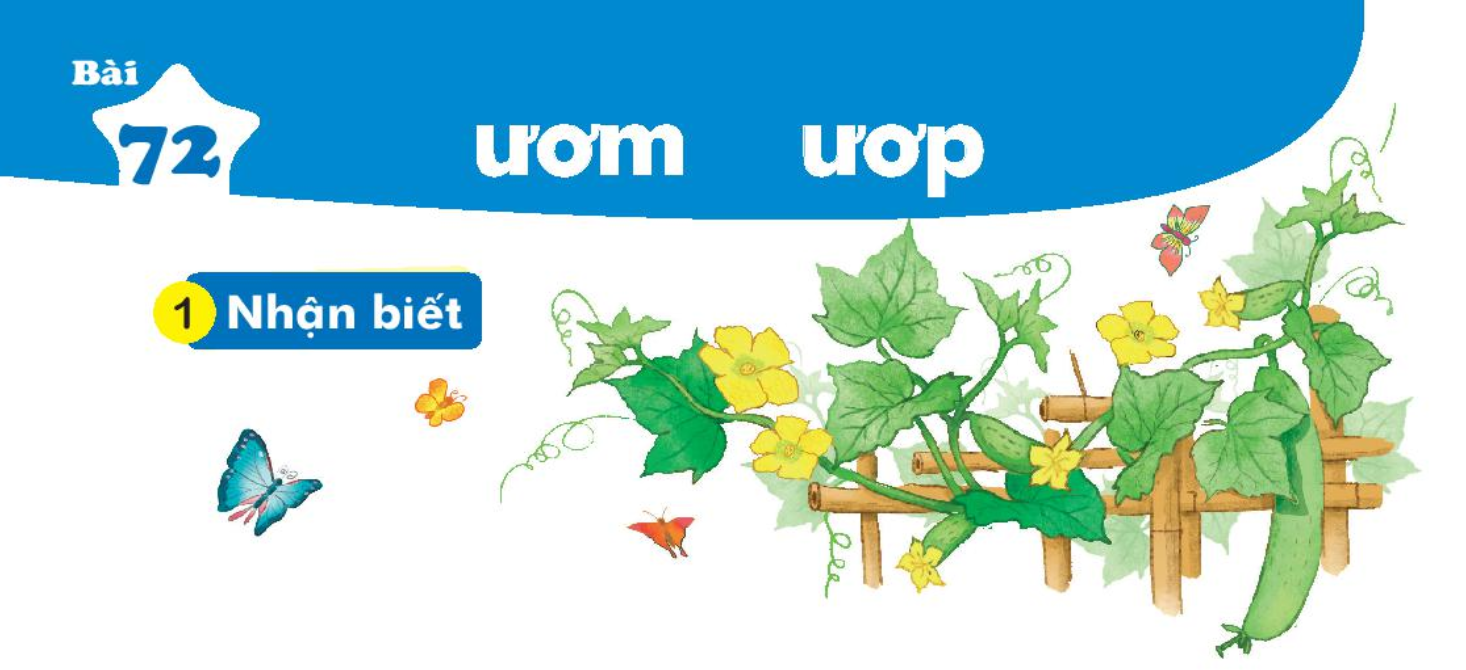 Bài
72
ươm ươp
1 Nhận biết